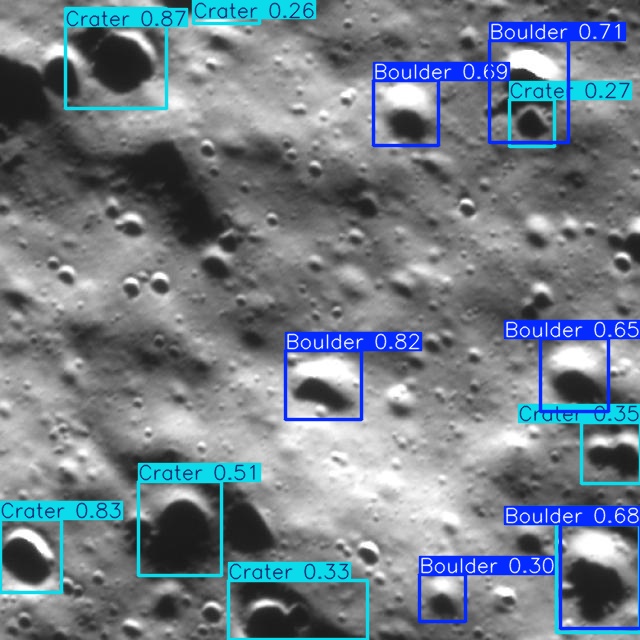 Crater 0.87
Crater 0.26
Boulder 0.71
Boulder 0.69
Crater 0.27
Boulder 0.82
Boulder 0.65
Crater 0.35
Crater 0.51
Crater 0.83
Boulder 0.68
Boulder 0.30
Crater 0.33